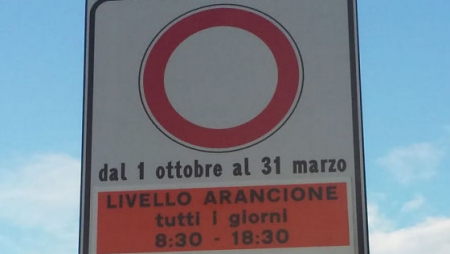 dal 1 ottobre al 31 marzo
LIVELLO ARANCIONE
tutti i giorni
8:30 - 18:30